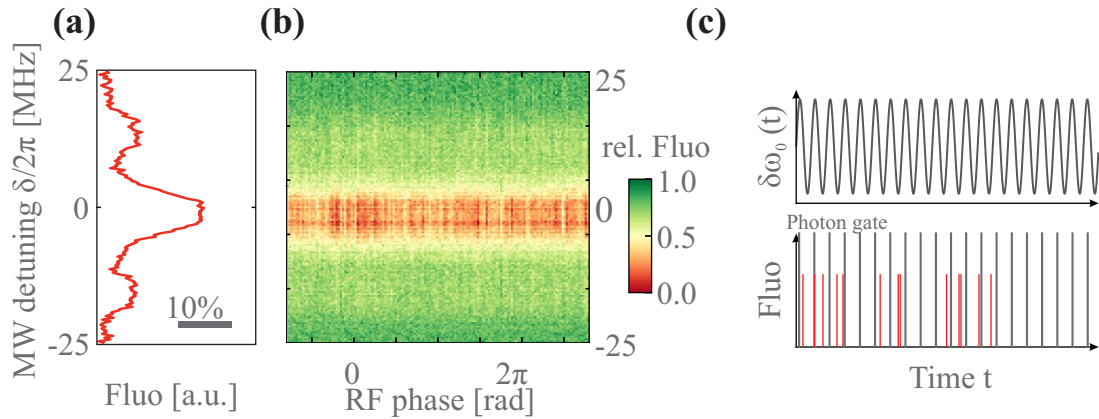 (a)
(b)
(c)
MW detuning δ/2π [MHz]
25
0
-25
10%
Fluo [a.u.]
25
0
-25
0
2π
RF phase [rad]
rel. Fluo
1.0
0.5
0.0
δω₀ (t)
Photon gate
Fluo
Time t